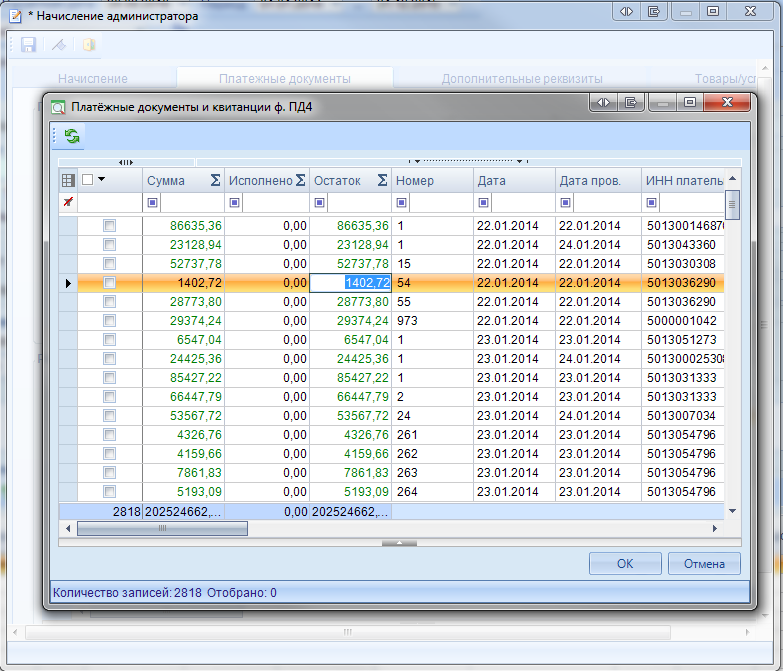 * Начисление администратора
Начисление Платежные документы Дополнительные реквизиты Товары/усг
Платёжные документы и квитанции ф. ПД4
Сумма Σ Исполнено Σ Остаток Σ Номер Дата Дата пров. ИНН плательщ
86635,36 0,00 86635,36 1 22.01.2014 22.01.2014 501300146870
23128,94 0,00 23128,94 1 22.01.2014 24.01.2014 5013043360
52737,78 0,00 52737,78 15 22.01.2014 22.01.2014 5013030308
1402,72 0,00 1402,72 54 22.01.2014 22.01.2014 5013036290
28773,80 0,00 28773,80 55 22.01.2014 22.01.2014 5013036290
29374,24 0,00 29374,24 973 22.01.2014 22.01.2014 5000001042
6547,04 0,00 6547,04 1 23.01.2014 23.01.2014 5013051273
24425,36 0,00 24425,36 1 23.01.2014 24.01.2014 501300025308
85427,22 0,00 85427,22 1 23.01.2014 23.01.2014 5013031333
66447,79 0,00 66447,79 2 23.01.2014 23.01.2014 5013031333
53567,72 0,00 53567,72 24 23.01.2014 24.01.2014 5013007034
4326,76 0,00 4326,76 261 23.01.2014 23.01.2014 5013054796
4159,66 0,00 4159,66 262 23.01.2014 23.01.2014 5013054796
7861,83 0,00 7861,83 263 23.01.2014 23.01.2014 5013054796
5193,09 0,00 5193,09 264 23.01.2014 23.01.2014 5013054796
2818 202524662,... 0,00 202524662,...
ОК Отмена
Количество записей: 2818 Отобрано: 0